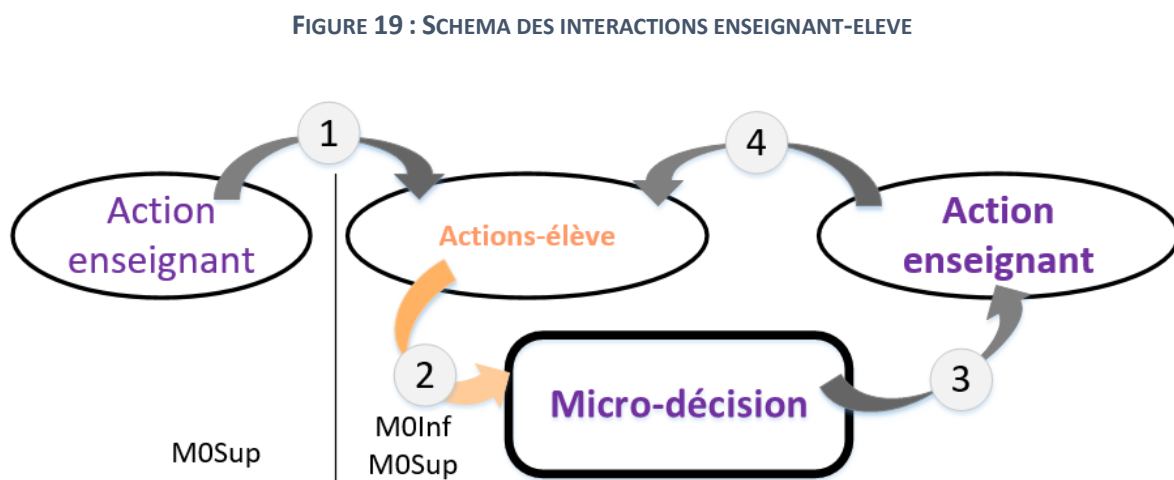 FIGURE 19 : SCHEMA DES INTERACTIONS ENSEIGNANT-ELEVE
1
4
Action
enseignant
Actions-élève
Action
enseignant
2
3
Micro-décision
M0Sup
M0Inf
M0Sup